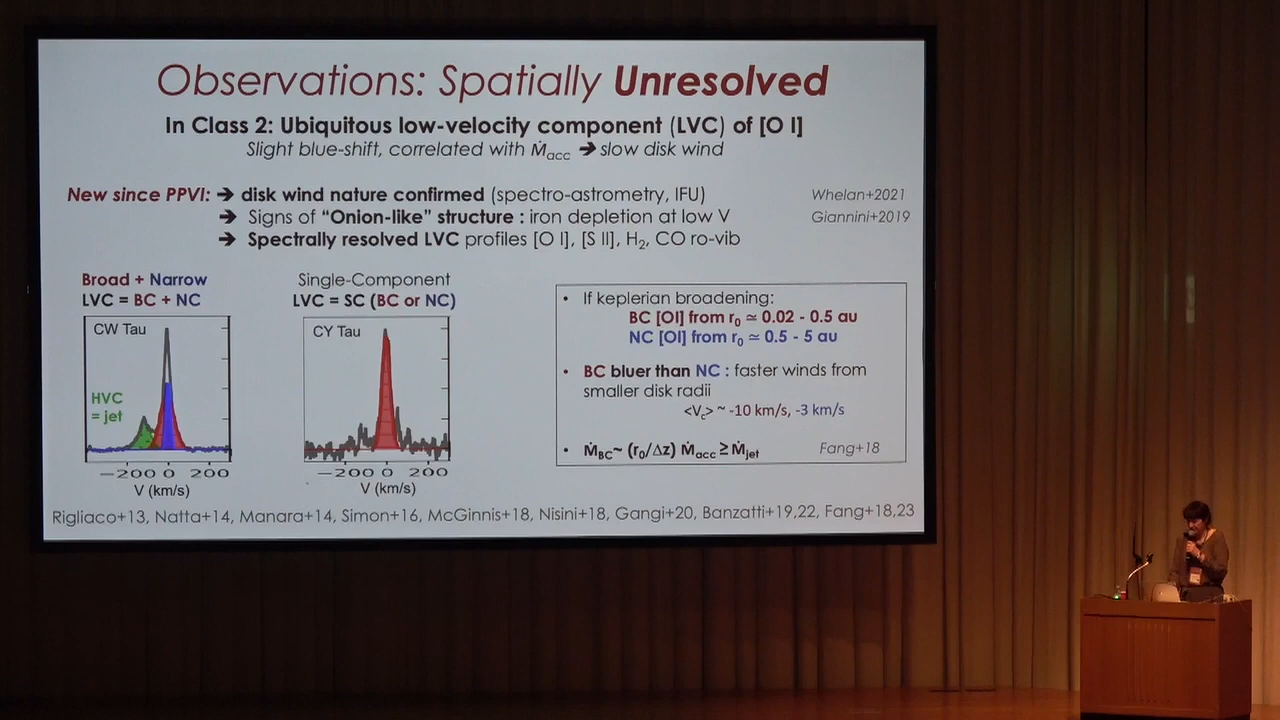 Observations: Spatially Unresolved
In Class 2: Ubiquitous low-velocity component (LVC) of [O I]
Slight blue-shift, correlated with Ṁacc ➔ slow disk wind
New since PPVI: ➔ disk wind nature confirmed (spectro-astrometry, IFU) Whelan+2021
➔ Signs of “Onion-like” structure : iron depletion at low V Giannini+2019
➔ Spectrally resolved LVC profiles [O I], [S II], H2, CO ro-vib
Broad + Narrow
LVC = BC + NC
CW Tau
HVC
= jet
−200 0 200
V (km/s)
Single-Component
LVC = SC (BC or NC)
CY Tau
−200 0 200
V (km/s)
• If keplerian broadening:
BC [OI] from r0 ≃ 0.02 - 0.5 au
NC [OI] from r0 ≃ 0.5 - 5 au
• BC bluer than NC : faster winds from
smaller disk radii
<Vc> ~ -10 km/s, -3 km/s
• ṀBC~ (r0/Δz) Ṁacc ≥ Ṁjet Fang+18
Rigliaco+13, Natta+14, Manara+14, Simon+16, McGinnis+18, Nisini+18, Gangi+20, Banzatti+19,22, Fang+18,23